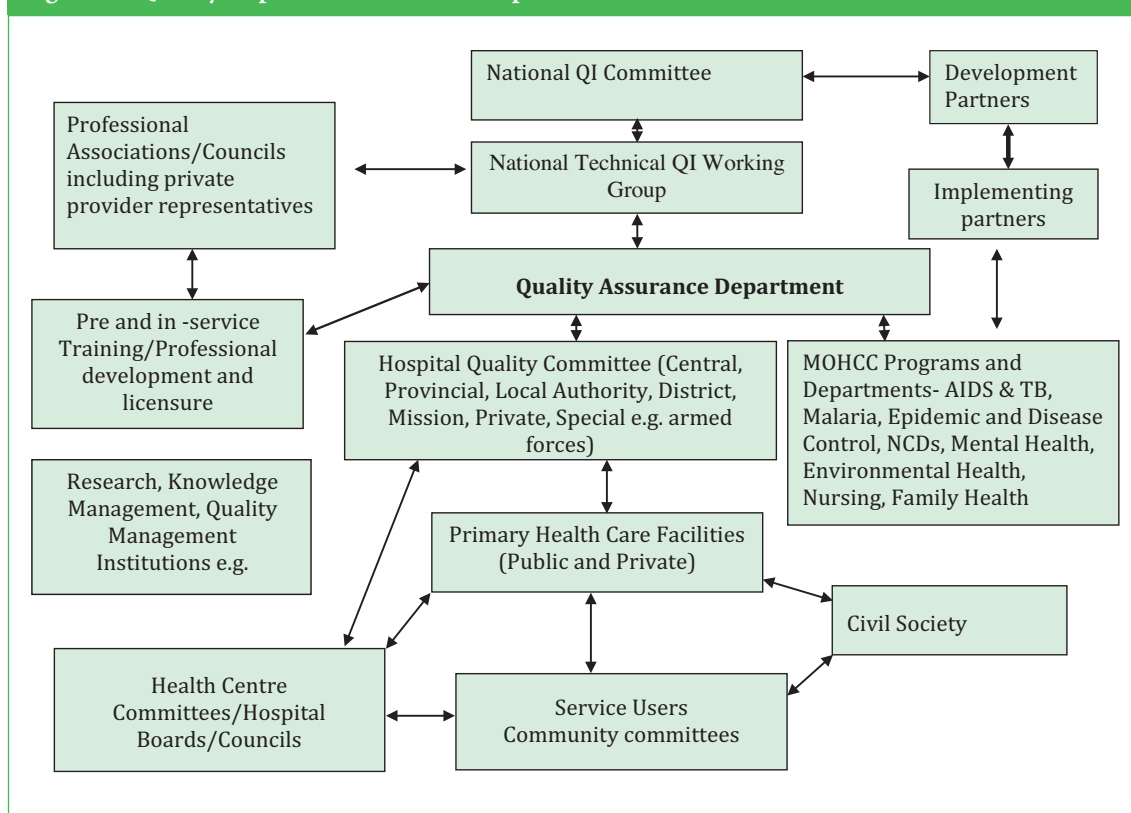 National QI Committee
Development
Partners
Professional
Associations/Councils
including private
provider representatives
National Technical QI Working
Group
Implementing
partners
Quality Assurance Department
Pre and in -service
Training/Professional
development and
licensure
Hospital Quality Committee (Central,
Provincial, Local Authority, District,
Mission, Private, Special e.g. armed
forces)
MOHCC Programs and
Departments- AIDS & TB,
Malaria, Epidemic and Disease
Control, NCDs, Mental Health,
Environmental Health,
Nursing, Family Health
Research, Knowledge
Management, Quality
Management
Institutions e.g.
Primary Health Care Facilities
(Public and Private)
Civil Society
Health Centre
Committees/Hospital
Boards/Councils
Service Users
Community committees